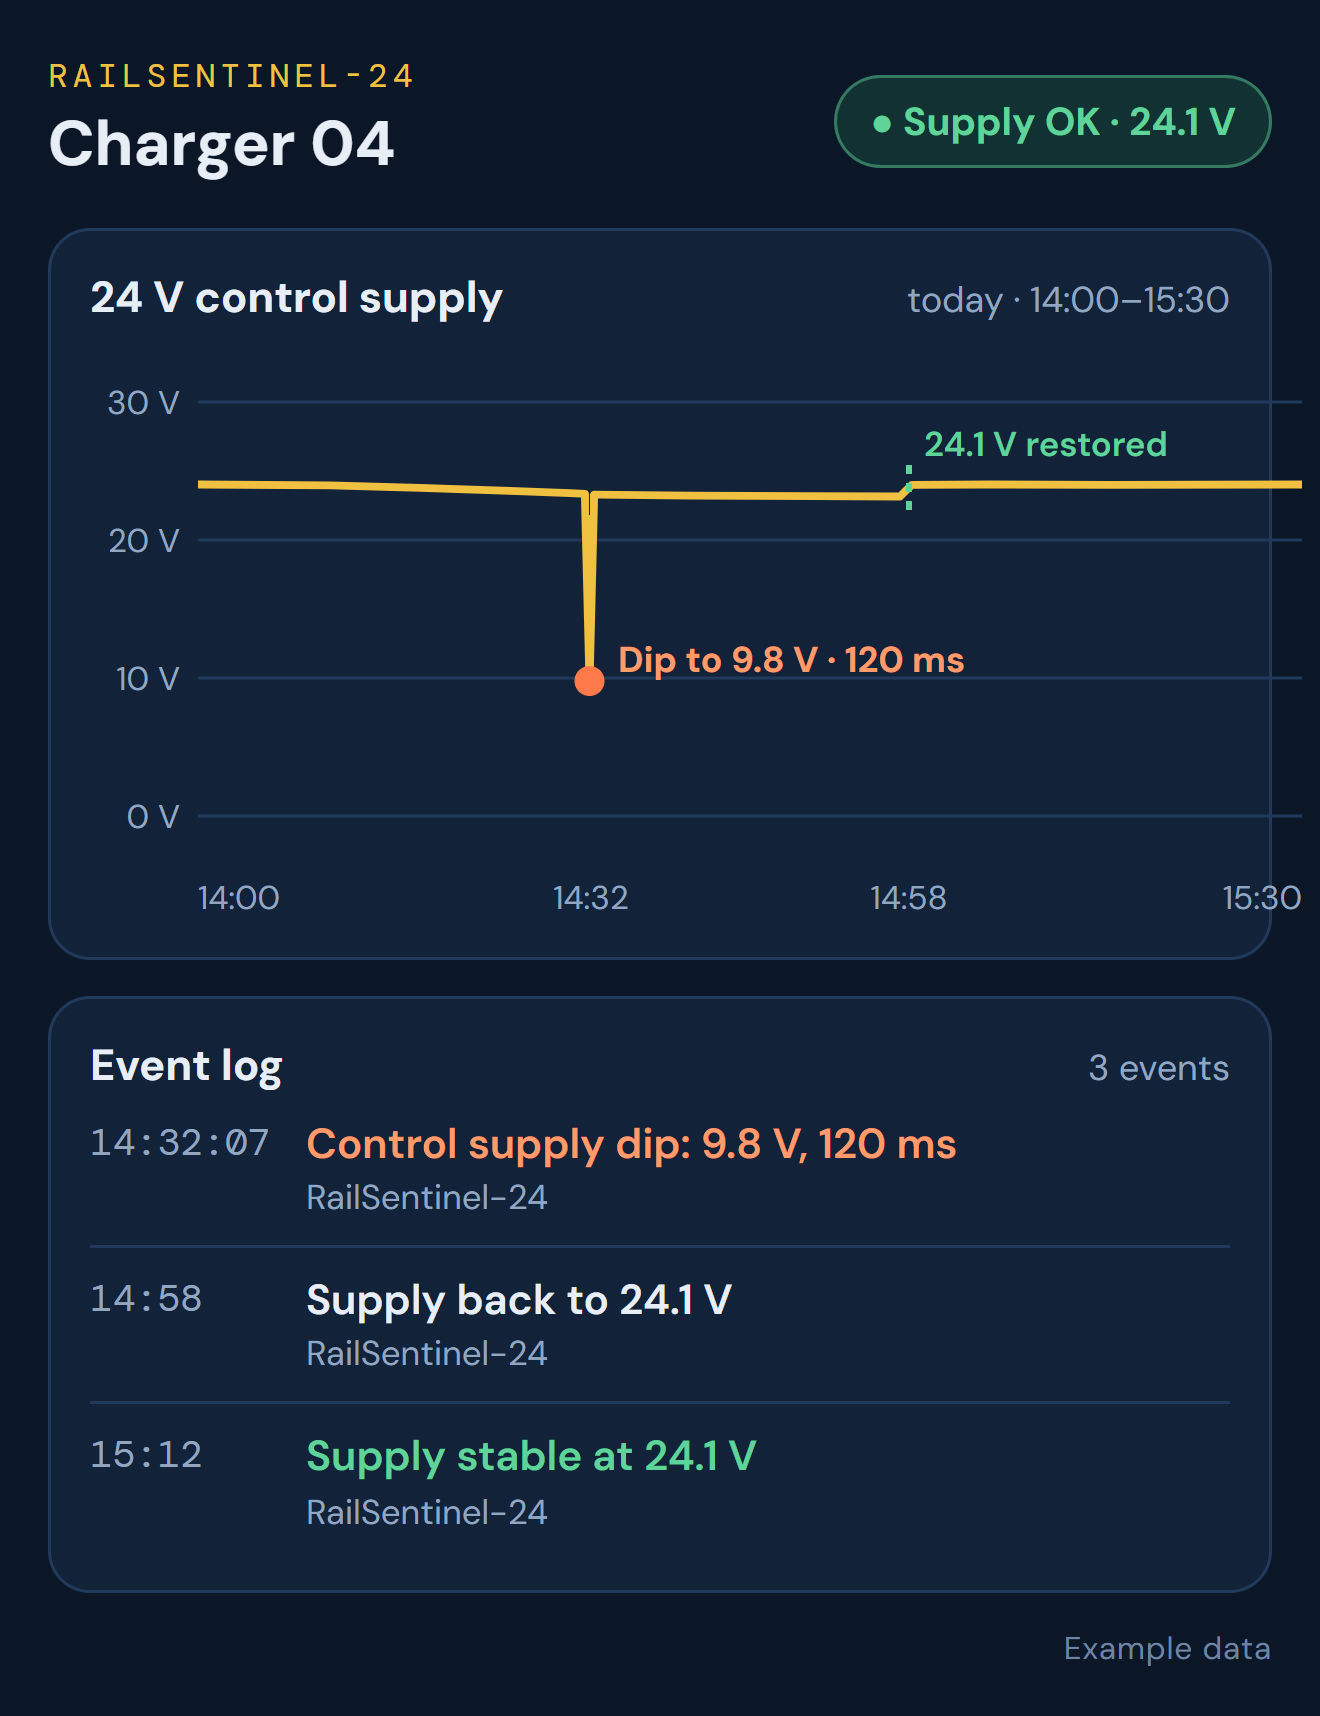 RAILSENTINEL-24
Charger 04
● Supply OK · 24.1 V
24 V control supply
today · 14:00–15:30
30 V
24.1 V restored
20 V
Dip to 9.8 V · 120 ms
10 V
0 V
14:00 14:32 14:58 15:30
Event log
3 events
14:32:07 Control supply dip: 9.8 V, 120 ms
RailSentinel-24
14:58 Supply back to 24.1 V
RailSentinel-24
15:12 Supply stable at 24.1 V
RailSentinel-24
Example data